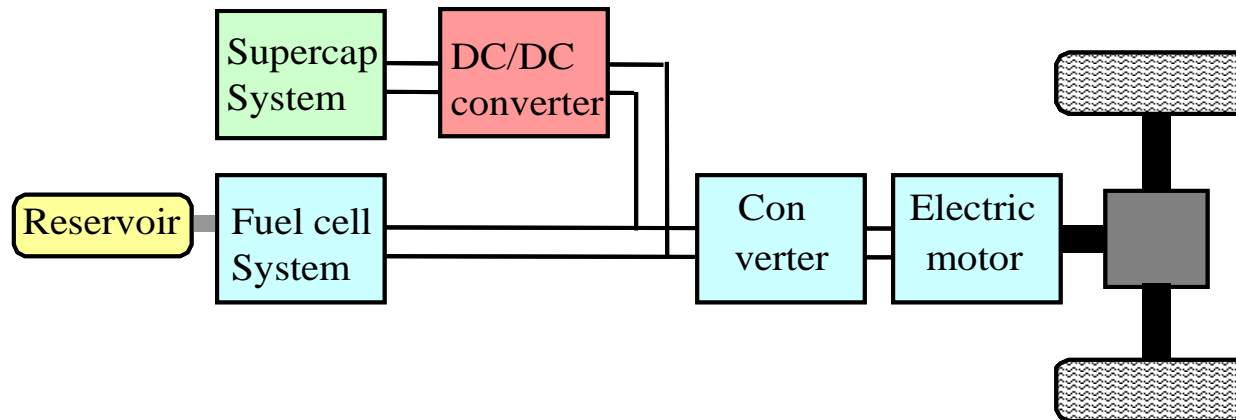 Supercap
System
DC/DC
converter
Reservoir
Fuel cell
System
Con
verter
Electric
motor